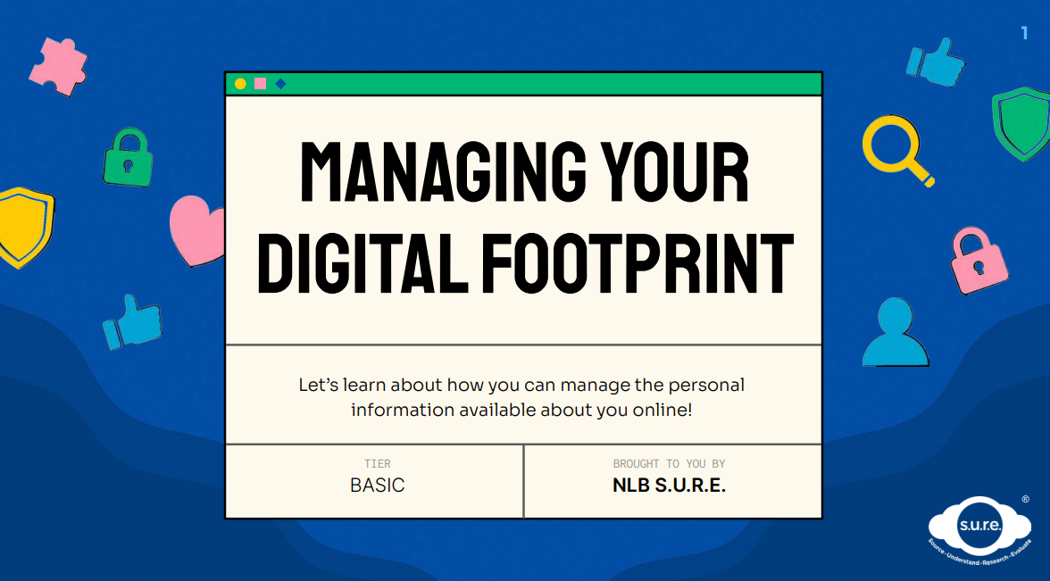 1
MANAGING YOUR
DIGITAL FOOTPRINT
Let’s learn about how you can manage the personal
information available about you online!
TIER
BASIC
BROUGHT TO YOU BY
NLB S.U.R.E.
®
s.u.r.e.
Source · Understand · Research · Evaluate